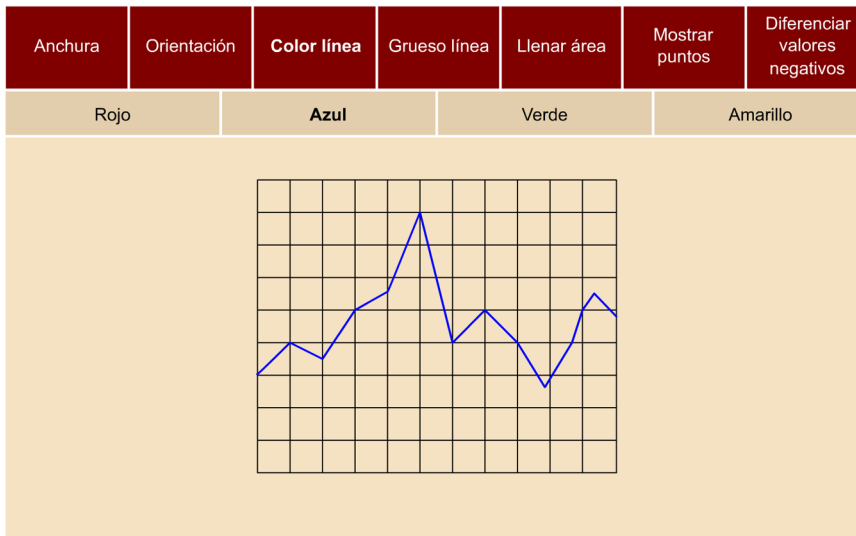 Anchura
Orientación
Color línea
Grueso línea
Llenar área
Mostrar
puntos
Diferenciar
valores
negativos
Rojo
Azul
Verde
Amarillo